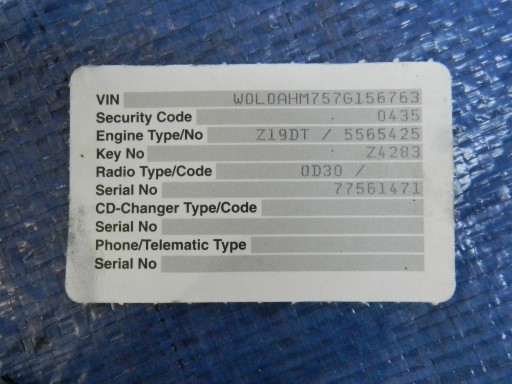 VIN W0L0AHM757G156763
Security Code 0435
Engine Type/No Z19DT / 5565425
Key No Z4283
Radio Type/Code 0D30 /
Serial No 77561471
CD-Changer Type/Code
Serial No
Phone/Telematic Type
Serial No